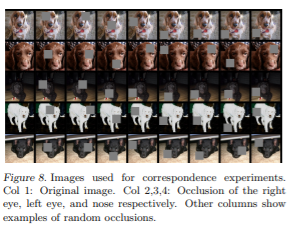 Figure 8. Images used for correspondence experiments.
Col 1: Original image. Col 2,3,4: Occlusion of the right
eye, left eye, and nose respectively. Other columns show
examples of random occlusions.